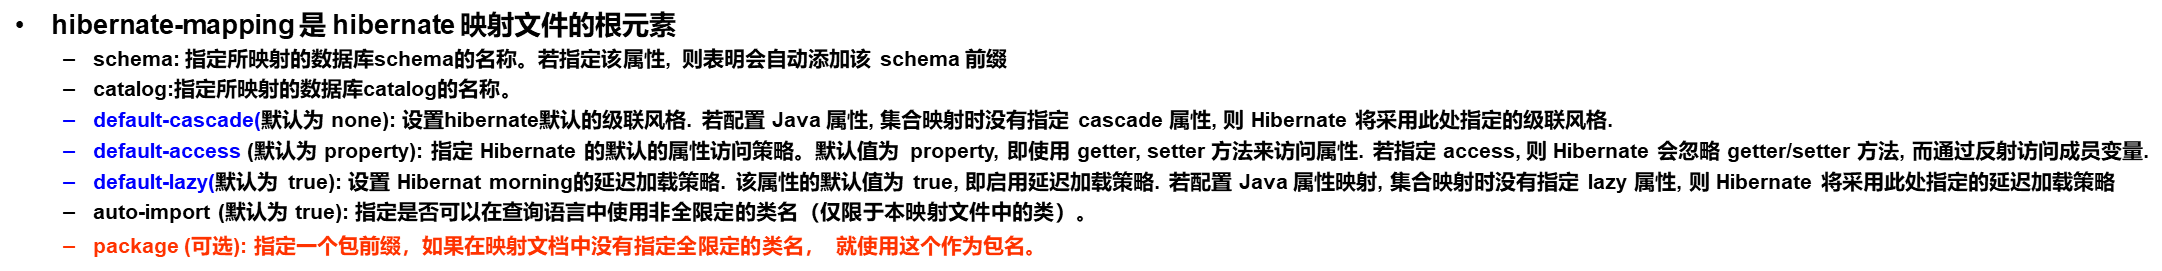 • hibernate-mapping 是 hibernate 映射文件的根元素
– schema: 指定所映射的数据库schema的名称。若指定该属性, 则表明会自动添加该 schema 前缀
– catalog:指定所映射的数据库catalog的名称。
– default-cascade(默认为 none): 设置hibernate默认的级联风格. 若配置 Java 属性, 集合映射时没有指定 cascade 属性, 则 Hibernate 将采用此处指定的级联风格.
– default-access (默认为 property): 指定 Hibernate 的默认的属性访问策略。默认值为 property, 即使用 getter, setter 方法来访问属性. 若指定 access, 则 Hibernate 会忽略 getter/setter 方法, 而通过反射访问成员变量.
– default-lazy(默认为 true): 设置 Hibernat morning的延迟加载策略. 该属性的默认值为 true, 即启用延迟加载策略. 若配置 Java 属性映射, 集合映射时没有指定 lazy 属性, 则 Hibernate 将采用此处指定的延迟加载策略
– auto-import (默认为 true): 指定是否可以在查询语言中使用非全限定的类名（仅限于本映射文件中的类）。
– package (可选): 指定一个包前缀，如果在映射文档中没有指定全限定的类名， 就使用这个作为包名。